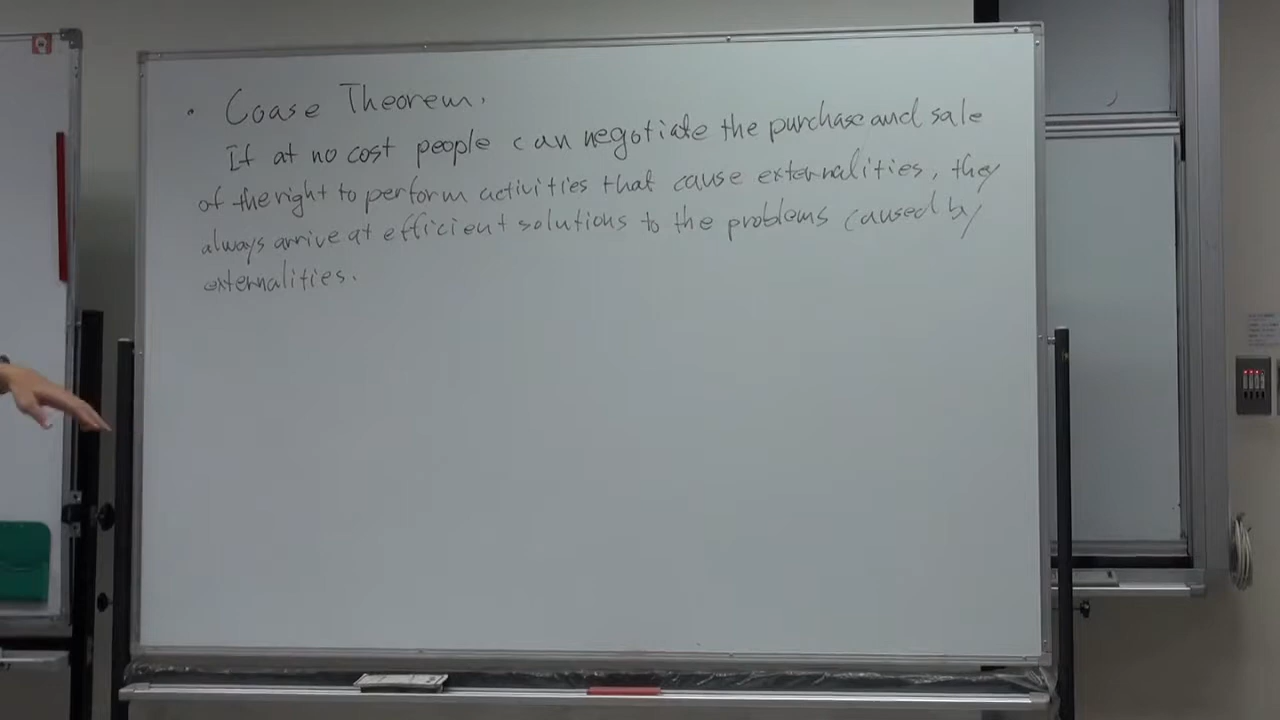 · Coase Theorem.
If at no cost people can negotiate the purchase and sale
of the right to perform activities that cause externalities, they
always arrive at efficient solutions to the problems caused by
externalities.